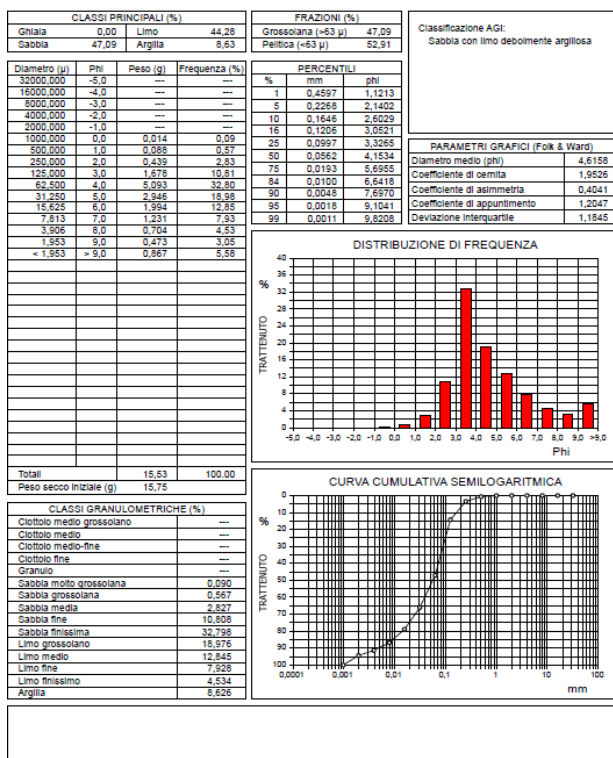 CLASSI PRINCIPALI (%)
Ghiaia 0,00 Limo 44,28
Sabbia 47,09 Argilla 8,63
FRAZIONI (%)
Grossolana (>63 µ) 47,09
Pelitica (<63 µ) 52,91
Classificazione AGI:
Sabbia con limo debolmente argillosa
Diametro (µ) Phi Peso (g) Frequenza (%)
32000,000 -5,0 --- ---
16000,000 -4,0 --- ---
8000,000 -3,0 --- ---
4000,000 -2,0 --- ---
2000,000 -1,0 --- ---
1000,000 0,0 0,014 0,09
500,000 1,0 0,088 0,57
250,000 2,0 0,439 2,83
125,000 3,0 1,678 10,81
62,500 4,0 5,093 32,80
31,250 5,0 2,946 18,98
15,625 6,0 1,994 12,85
7,813 7,0 1,231 7,93
3,906 8,0 0,704 4,53
1,953 9,0 0,473 3,05
< 1,953 > 9,0 0,867 5,58
Totali 15,53 100.00
Peso secco iniziale (g) 15,75
PERCENTILI
% mm phi
1 0,4597 1,1213
5 0,2268 2,1402
10 0,1646 2,6029
16 0,1206 3,0521
25 0,0997 3,3265
50 0,0562 4,1534
75 0,0193 5,6955
84 0,0100 6,6418
90 0,0048 7,6970
95 0,0018 9,1041
99 0,0011 9,8208
PARAMETRI GRAFICI (Folk & Ward)
Diametro medio (phi) 4,6158
Coefficiente di cernita 1,9526
Coefficiente di asimmetria 0,4041
Coefficiente di appuntimento 1,2047
Deviazione interquartile 1,1845
DISTRIBUZIONE DI FREQUENZA
%
TRATTENUTO
40
36
32
28
24
20
16
12
8
4
0
-5,0 -4,0 -3,0 -2,0 -1,0 0,0 1,0 2,0 3,0 4,0 5,0 6,0 7,0 8,0 9,0 >9,0
Phi
CLASSI GRANULOMETRICHE (%)
Ciottolo medio grossolano ---
Ciottolo medio ---
Ciottolo medio-fine ---
Ciottolo fine ---
Granulo ---
Sabbia molto grossolana 0,090
Sabbia grossolana 0,567
Sabbia media 2,827
Sabbia fine 10,808
Sabbia finissima 32,798
Limo grossolano 18,976
Limo medio 12,845
Limo fine 7,928
Limo finissimo 4,534
Argilla 8,626
CURVA CUMULATIVA SEMILOGARITMICA
%
TRATTENUTO
0
10
20
30
40
50
60
70
80
90
100
0,0001 0,001 0,01 0,1 1 10 100
mm